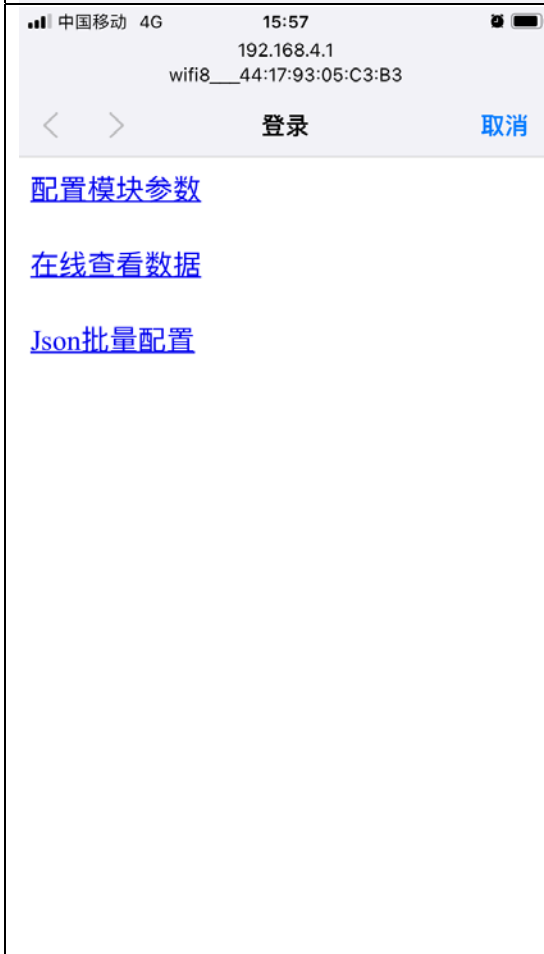 中国移动 4G 15:57
192.168.4.1
wifi8___44:17:93:05:C3:B3
登录 取消
配置模块参数
在线查看数据
Json批量配置